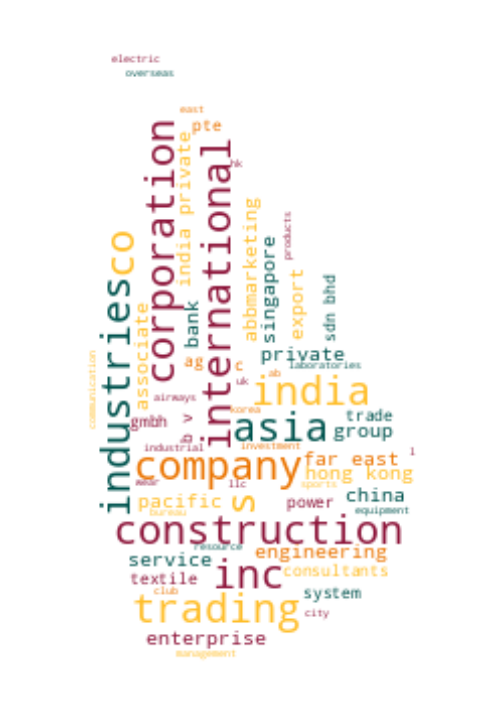 electric
overseas
east
pte
corporation
india private
international
hk
co
industries
associate
bank
abbmarketing
singapore
products
export
sdn bhd
communication
private
laboratories
ag
c
ab
uk
india
airways
gmbh
b v
korea
asia
trade
group
industrial
investment
l
company
far east
hong kong
wear
llc
sports
pacific
s
power
china
bureau
equipment
construction
resource
service
engineering
textile
inc
consultants
club
system
trading
city
enterprise
management